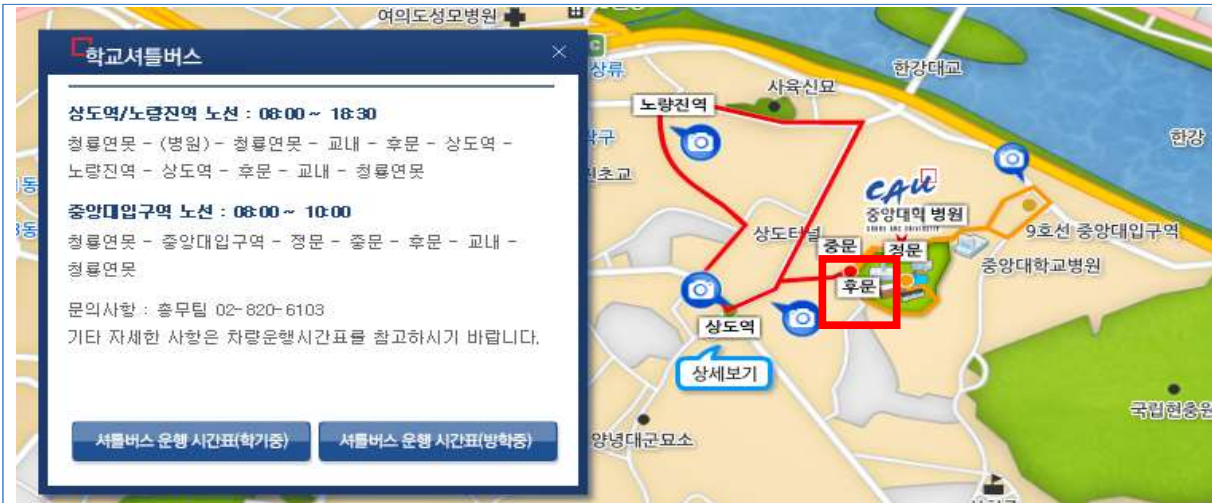 여의도성모병원
학교셔틀버스
상도역/노량진역 노선 : 08:00 ~ 18:30
청룡연못 - (병원) - 청룡연못 - 교내 - 후문 - 상도역 -
노량진역 - 상도역 - 후문 - 교내 - 청룡연못
중앙대입구역 노선 : 08:00 ~ 10:00
청룡연못 - 중앙대입구역 - 정문 - 중문 - 후문 - 교내 -
청룡연못
문의사항 : 총무팀 02-820-6103
기타 자세한 사항은 차량운행시간표를 참고하시기 바랍니다.
셔틀버스 운행 시간표(학기중)
셔틀버스 운행 시간표(방학중)
상류
사육신묘
한강대교
노량진역
한강
초교
CAU
중앙대학 병원
9호선 중앙대입구역
상도터널
중문
정문
중앙대학교병원
후문
상도역
상세보기
국립현충원
양녕대군묘소